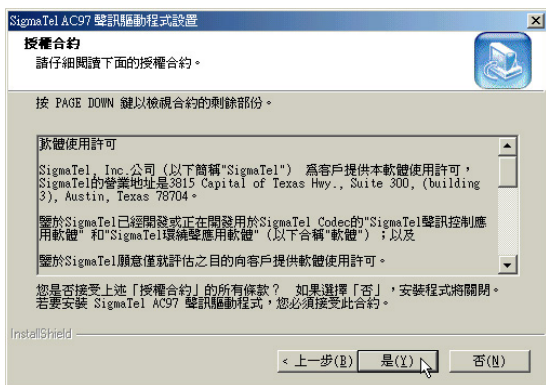 SigmaTel AC97 聲訊驅動程式設置
授權合約
請仔細閱讀下面的授權合約。
按 PAGE DOWN 鍵以檢視合約的剩餘部份。
軟體使用許可
SigmaTel, Inc.公司 (以下簡稱"SigmaTel") 爲客戶提供本軟體使用許可,
SigmaTel的營業地址是3815 Capital of Texas Hwy., Suite 300, (building
3), Austin, Texas 78704。
鑒於SigmaTel已經開發或正在開發用於SigmaTel Codec的"SigmaTel聲訊控制應
用軟體" 和"SigmaTel環繞聲應用軟體" (以下合稱"軟體");以及
鑒於SigmaTel願意僅就評估之目的向客戶提供軟體使用許可。
您是否接受上述「授權合約」的所有條款? 如果選擇「否」,安裝程式將關閉。
若要安裝 SigmaTel AC97 聲訊驅動程式,您必須接受此合約。
InstallShield
< 上一步(B)
是(Y)
否(N)